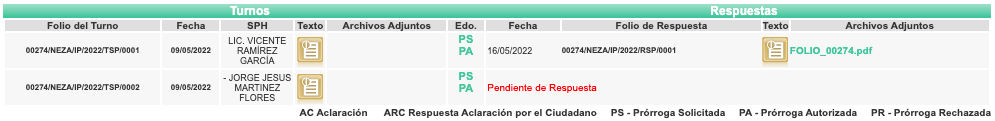 Turnos Respuestas
Folio del Turno Fecha SPH Texto Archivos Adjuntos Edo. Fecha Folio de Respuesta Texto Archivos Adjuntos
00274/NEZA/IP/2022/TSP/0001 09/05/2022 LIC. VICENTE RAMÍREZ GARCÍA PS PA 16/05/2022 00274/NEZA/IP/2022/RSP/0001 FOLIO_00274.pdf
00274/NEZA/IP/2022/TSP/0002 09/05/2022 - JORGE JESUS MARTINEZ FLORES PS PA Pendiente de Respuesta
AC Aclaración ARC Respuesta Aclaración por el Ciudadano PS - Prórroga Solicitada PA - Prórroga Autorizada PR - Prórroga Rechazada